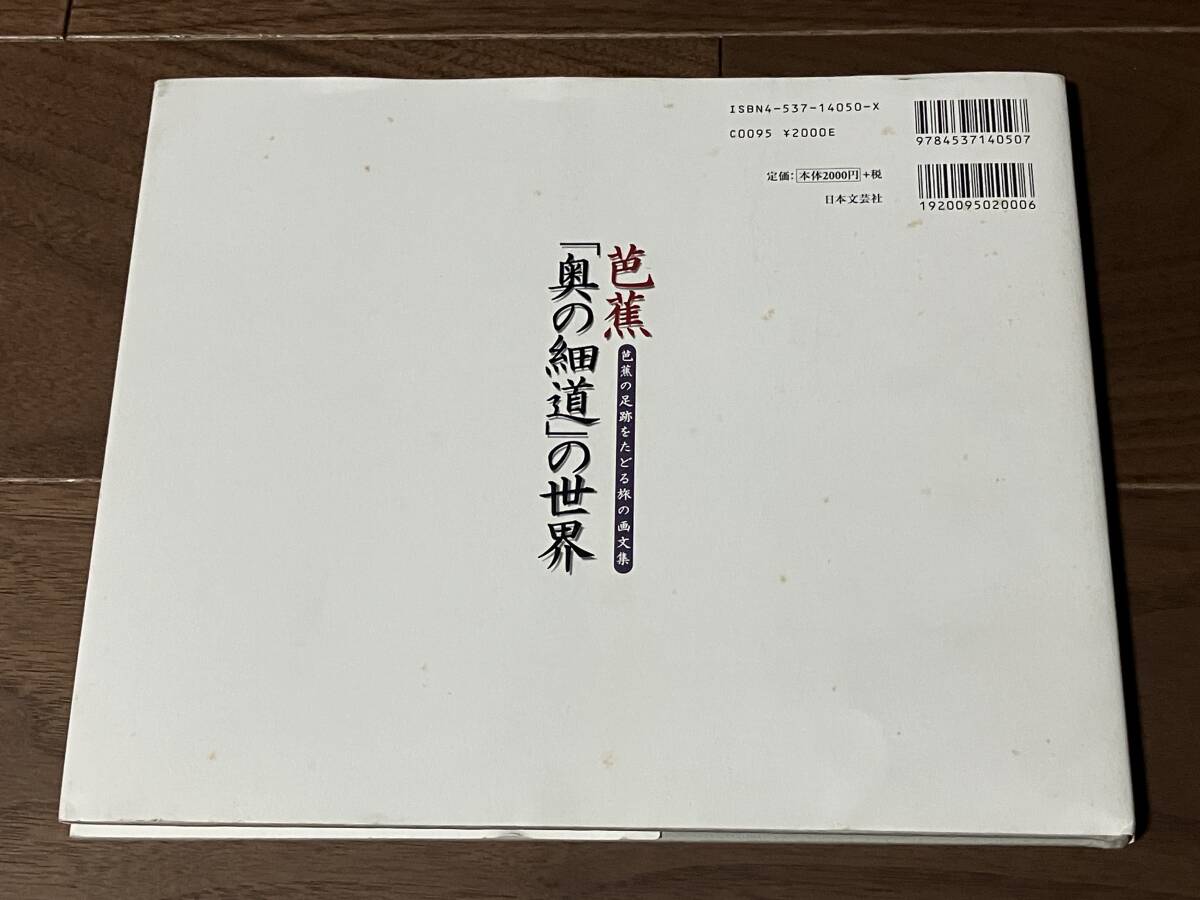 ISBN4-537-14050-X
C0095 ¥2000E
9784537140507
定価：本体2000円+税
日本文芸社
1920095020006
芭蕉
芭蕉の足跡をたどる旅の画文集
「奥の細道」の世界